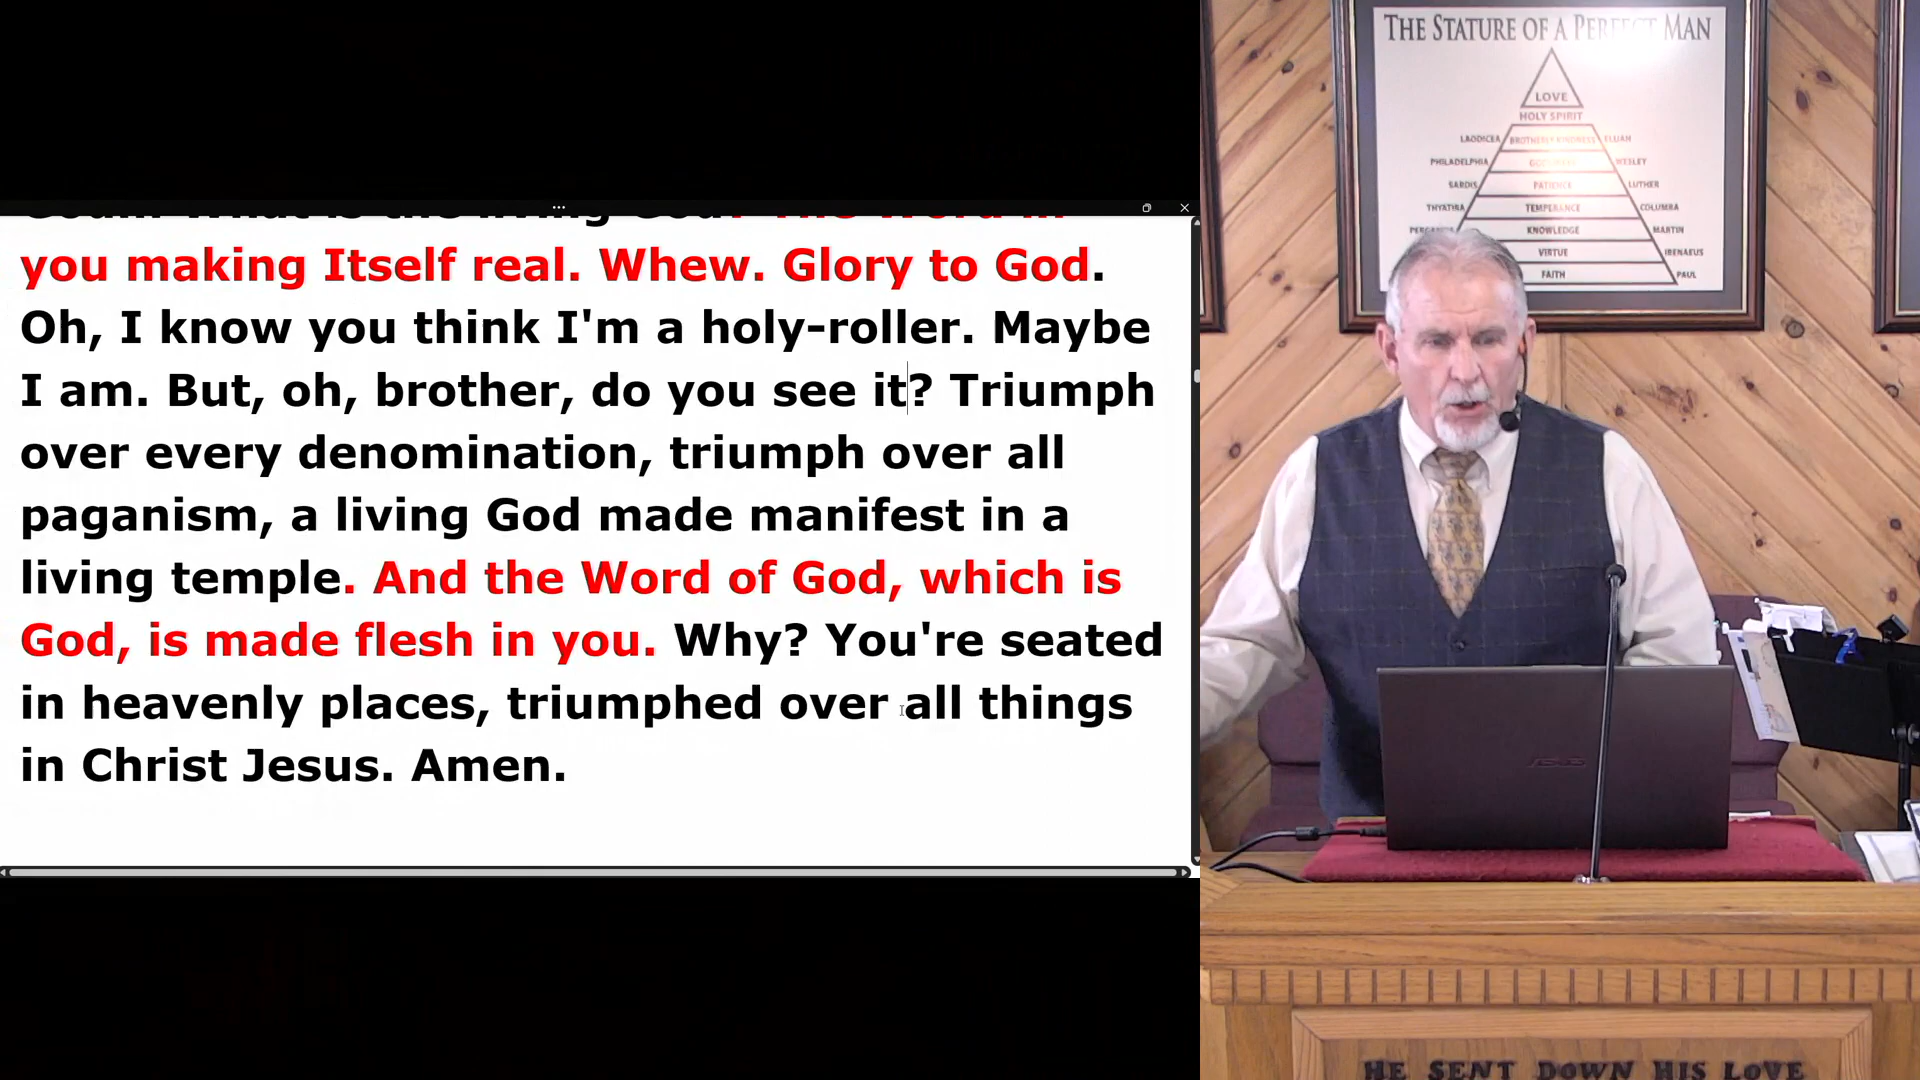 you making Itself real. Whew. Glory to God.
Oh, I know you think I'm a holy-roller. Maybe
I am. But, oh, brother, do you see it? Triumph
over every denomination, triumph over all
paganism, a living God made manifest in a
living temple. And the Word of God, which is
God, is made flesh in you. Why? You're seated
in heavenly places, triumphed over all things
in Christ Jesus. Amen.
THE STATURE OF A PERFECT MAN
LOVE
HOLY SPIRIT
LAODICEA BROTHERLY KINDNESS ELIJAH
PHILADELPHIA WESLEY
SARDIS PATIENCE LUTHER
THYATIRA TEMPERANCE COLUMBA
KNOWLEDGE MARTIN
VIRTUE IRENAEUS
FAITH PAUL
ASUS
HE SENT DOWN HIS LOVE